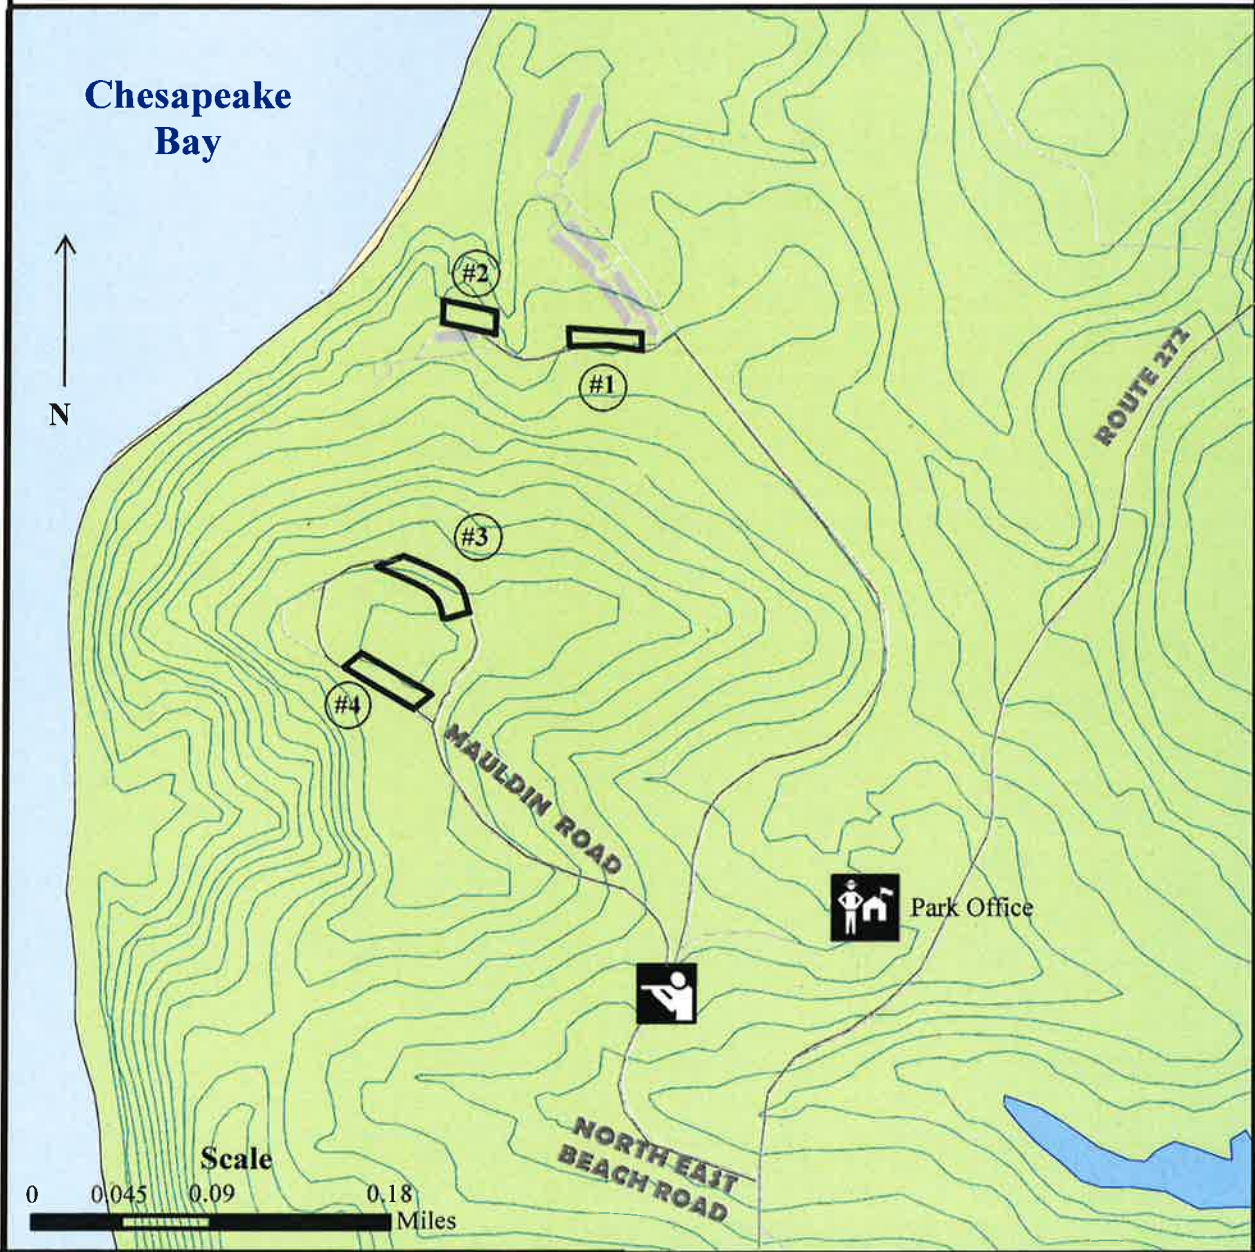 Chesapeake
Bay
#2
#1
N
ROUTE 272
#3
#4
MAULDIN ROAD
Park Office
NORTH EAST
BEACH ROAD
Scale
0 0.045 0.09 0.18
Miles